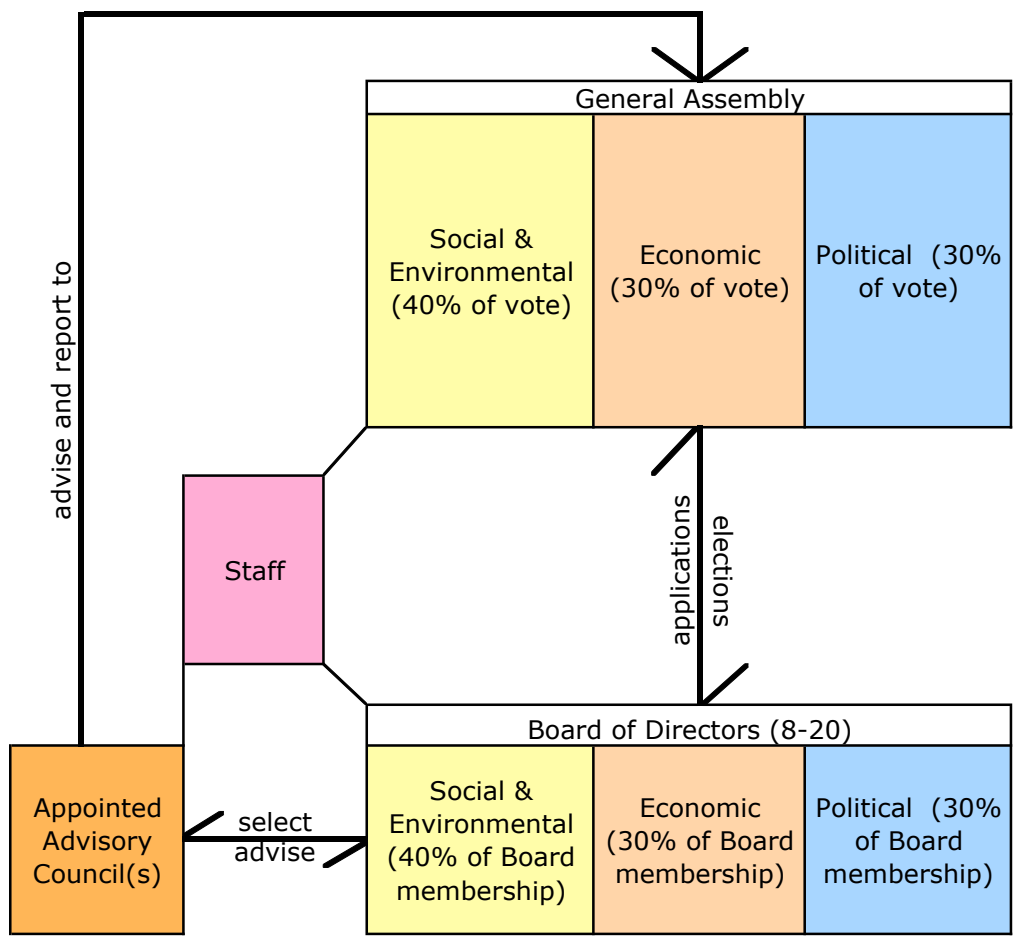 General Assembly
Social &
Environmental
(40% of vote)
Economic
(30% of vote)
Political  (30%
of vote)
advise and report to
Staff
applications
elections
Board of Directors (8-20)
Appointed
Advisory
Council(s)
select
advise
Social &
Environmental
(40% of Board
membership)
Economic
(30% of Board
membership)
Political  (30%
of Board
membership)